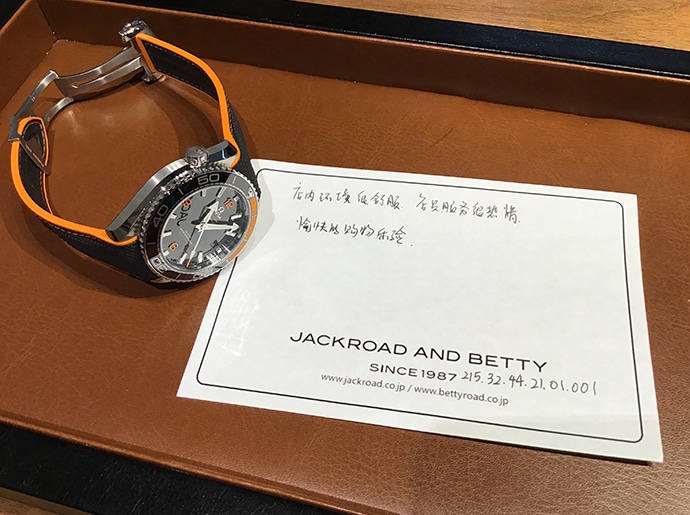 店内环境很舒服. 店员服务很热情.
愉快的购物体验.
JACKROAD AND BETTY
SINCE 1987 215.32.44.21.01.001
www.jackroad.co.jp / www.bettyroad.co.jp
50